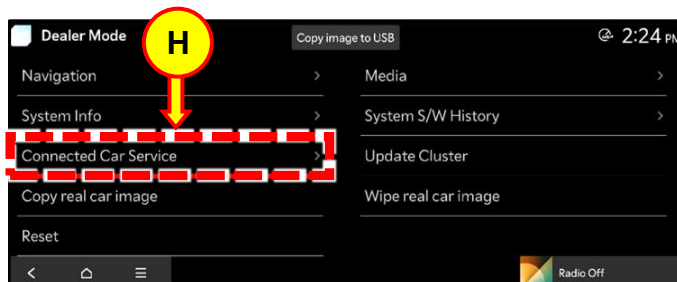 Dealer Mode
H
Copy image to USB
2:24 PM
Navigation >
Media >
System Info >
System S/W History >
Connected Car Service >
Update Cluster
Copy real car image
Wipe real car image
Reset
Radio Off